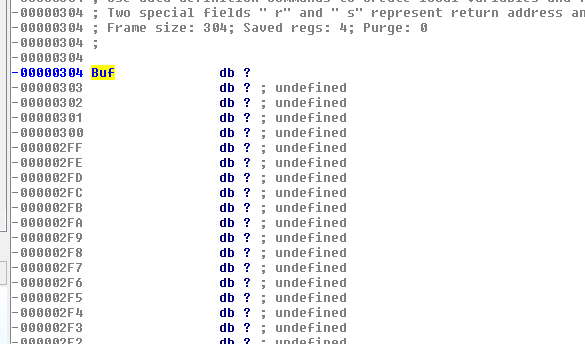 -00000304 ; Two special fields " r" and " s" represent return address an
-00000304 ; Frame size: 304; Saved regs: 4; Purge: 0
-00000304 ;
-00000304
-00000304 Buf db ?
-00000303 db ? ; undefined
-00000302 db ? ; undefined
-00000301 db ? ; undefined
-00000300 db ? ; undefined
-000002FF db ? ; undefined
-000002FE db ? ; undefined
-000002FD db ? ; undefined
-000002FC db ? ; undefined
-000002FB db ? ; undefined
-000002FA db ? ; undefined
-000002F9 db ? ; undefined
-000002F8 db ? ; undefined
-000002F7 db ? ; undefined
-000002F6 db ? ; undefined
-000002F5 db ? ; undefined
-000002F4 db ? ; undefined
-000002F3 db ? ; undefined
-000002F2 db ? ; undefined